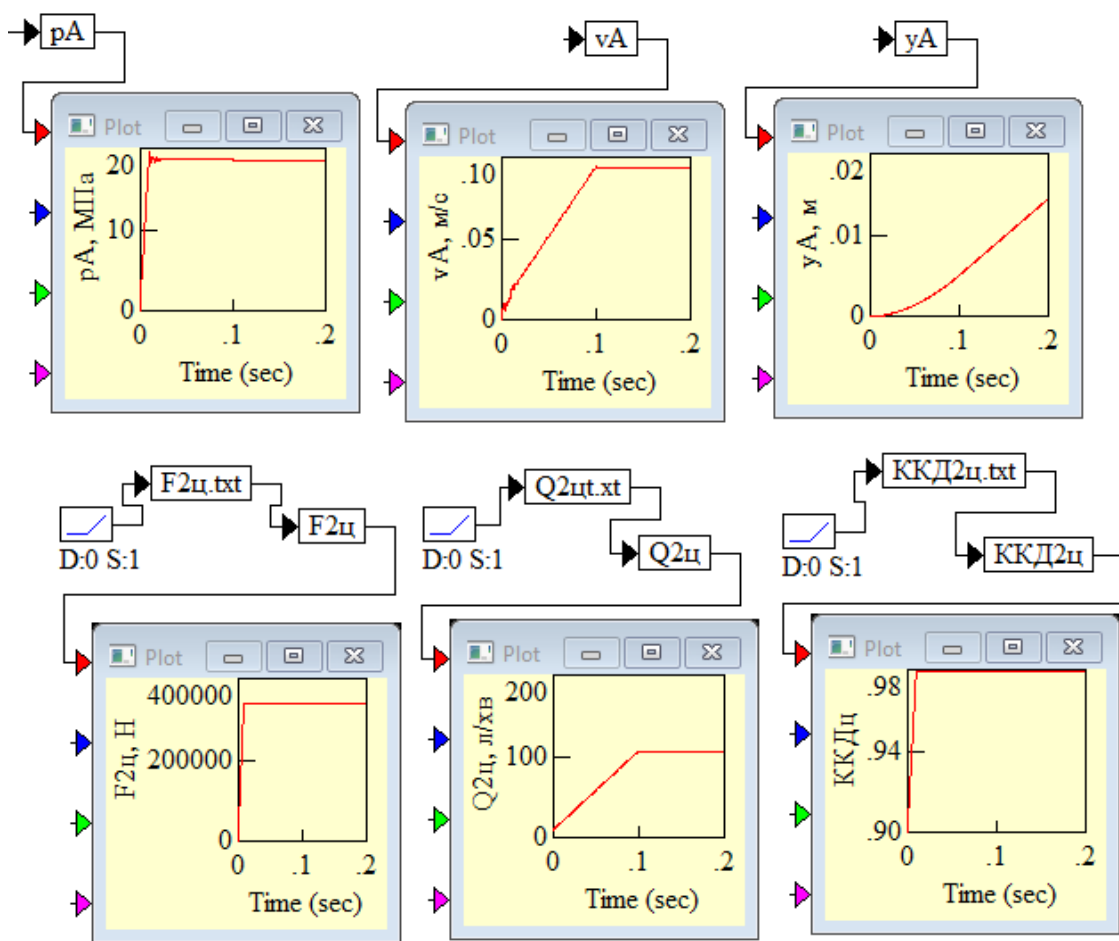 pA
vA
yA
Plot
20
10
0
pA, МПа
0
.1
.2
Time (sec)
Plot
.10
.05
0
vA, м/с
0
.1
.2
Time (sec)
Plot
.02
.01
0
yA, м
0
.1
.2
Time (sec)
F2ц.txt
F2ц
D:0 S:1
Q2цt.xt
Q2ц
D:0 S:1
ККД2ц.txt
ККД2ц
D:0 S:1
Plot
400000
200000
0
F2ц, Н
0
.1
.2
Time (sec)
Plot
200
100
0
Q2ц, л/хв
0
.1
.2
Time (sec)
Plot
.98
.94
.90
ККДц
0
.1
.2
Time (sec)